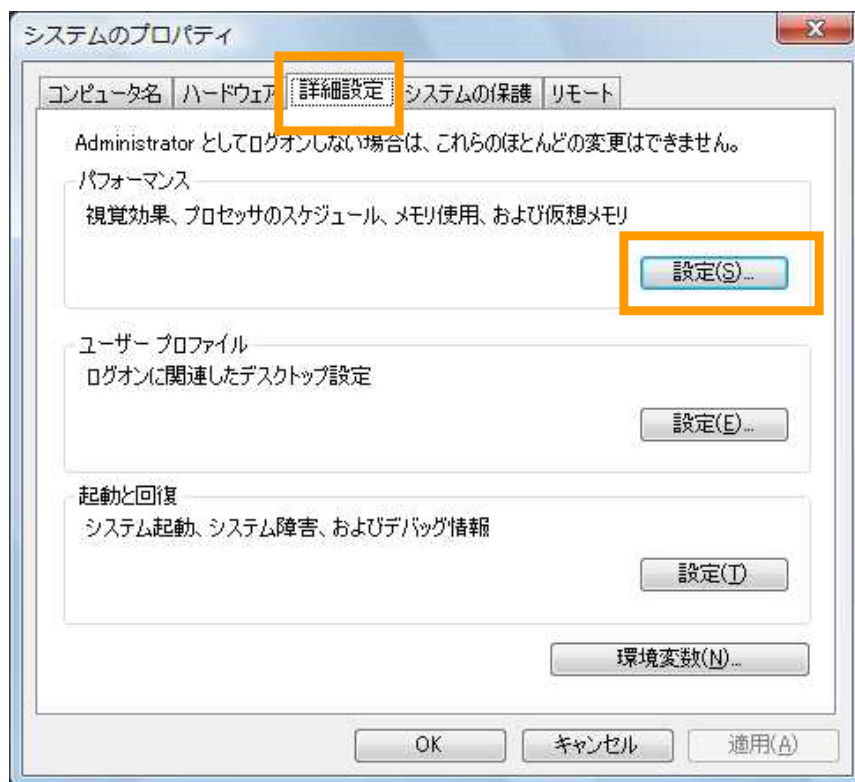 システムのプロパティ
コンピュータ名 ハードウェア 詳細設定 システムの保護 リモート
Administrator としてログオンしない場合は、これらのほとんどの変更はできません。
パフォーマンス
視覚効果、プロセッサのスケジュール、メモリ使用、および仮想メモリ
設定(S)...
ユーザー プロファイル
ログオンに関連したデスクトップ設定
設定(E)...
起動と回復
システム起動、システム障害、およびデバッグ情報
設定(T)
環境変数(N)...
OK キャンセル 適用(A)